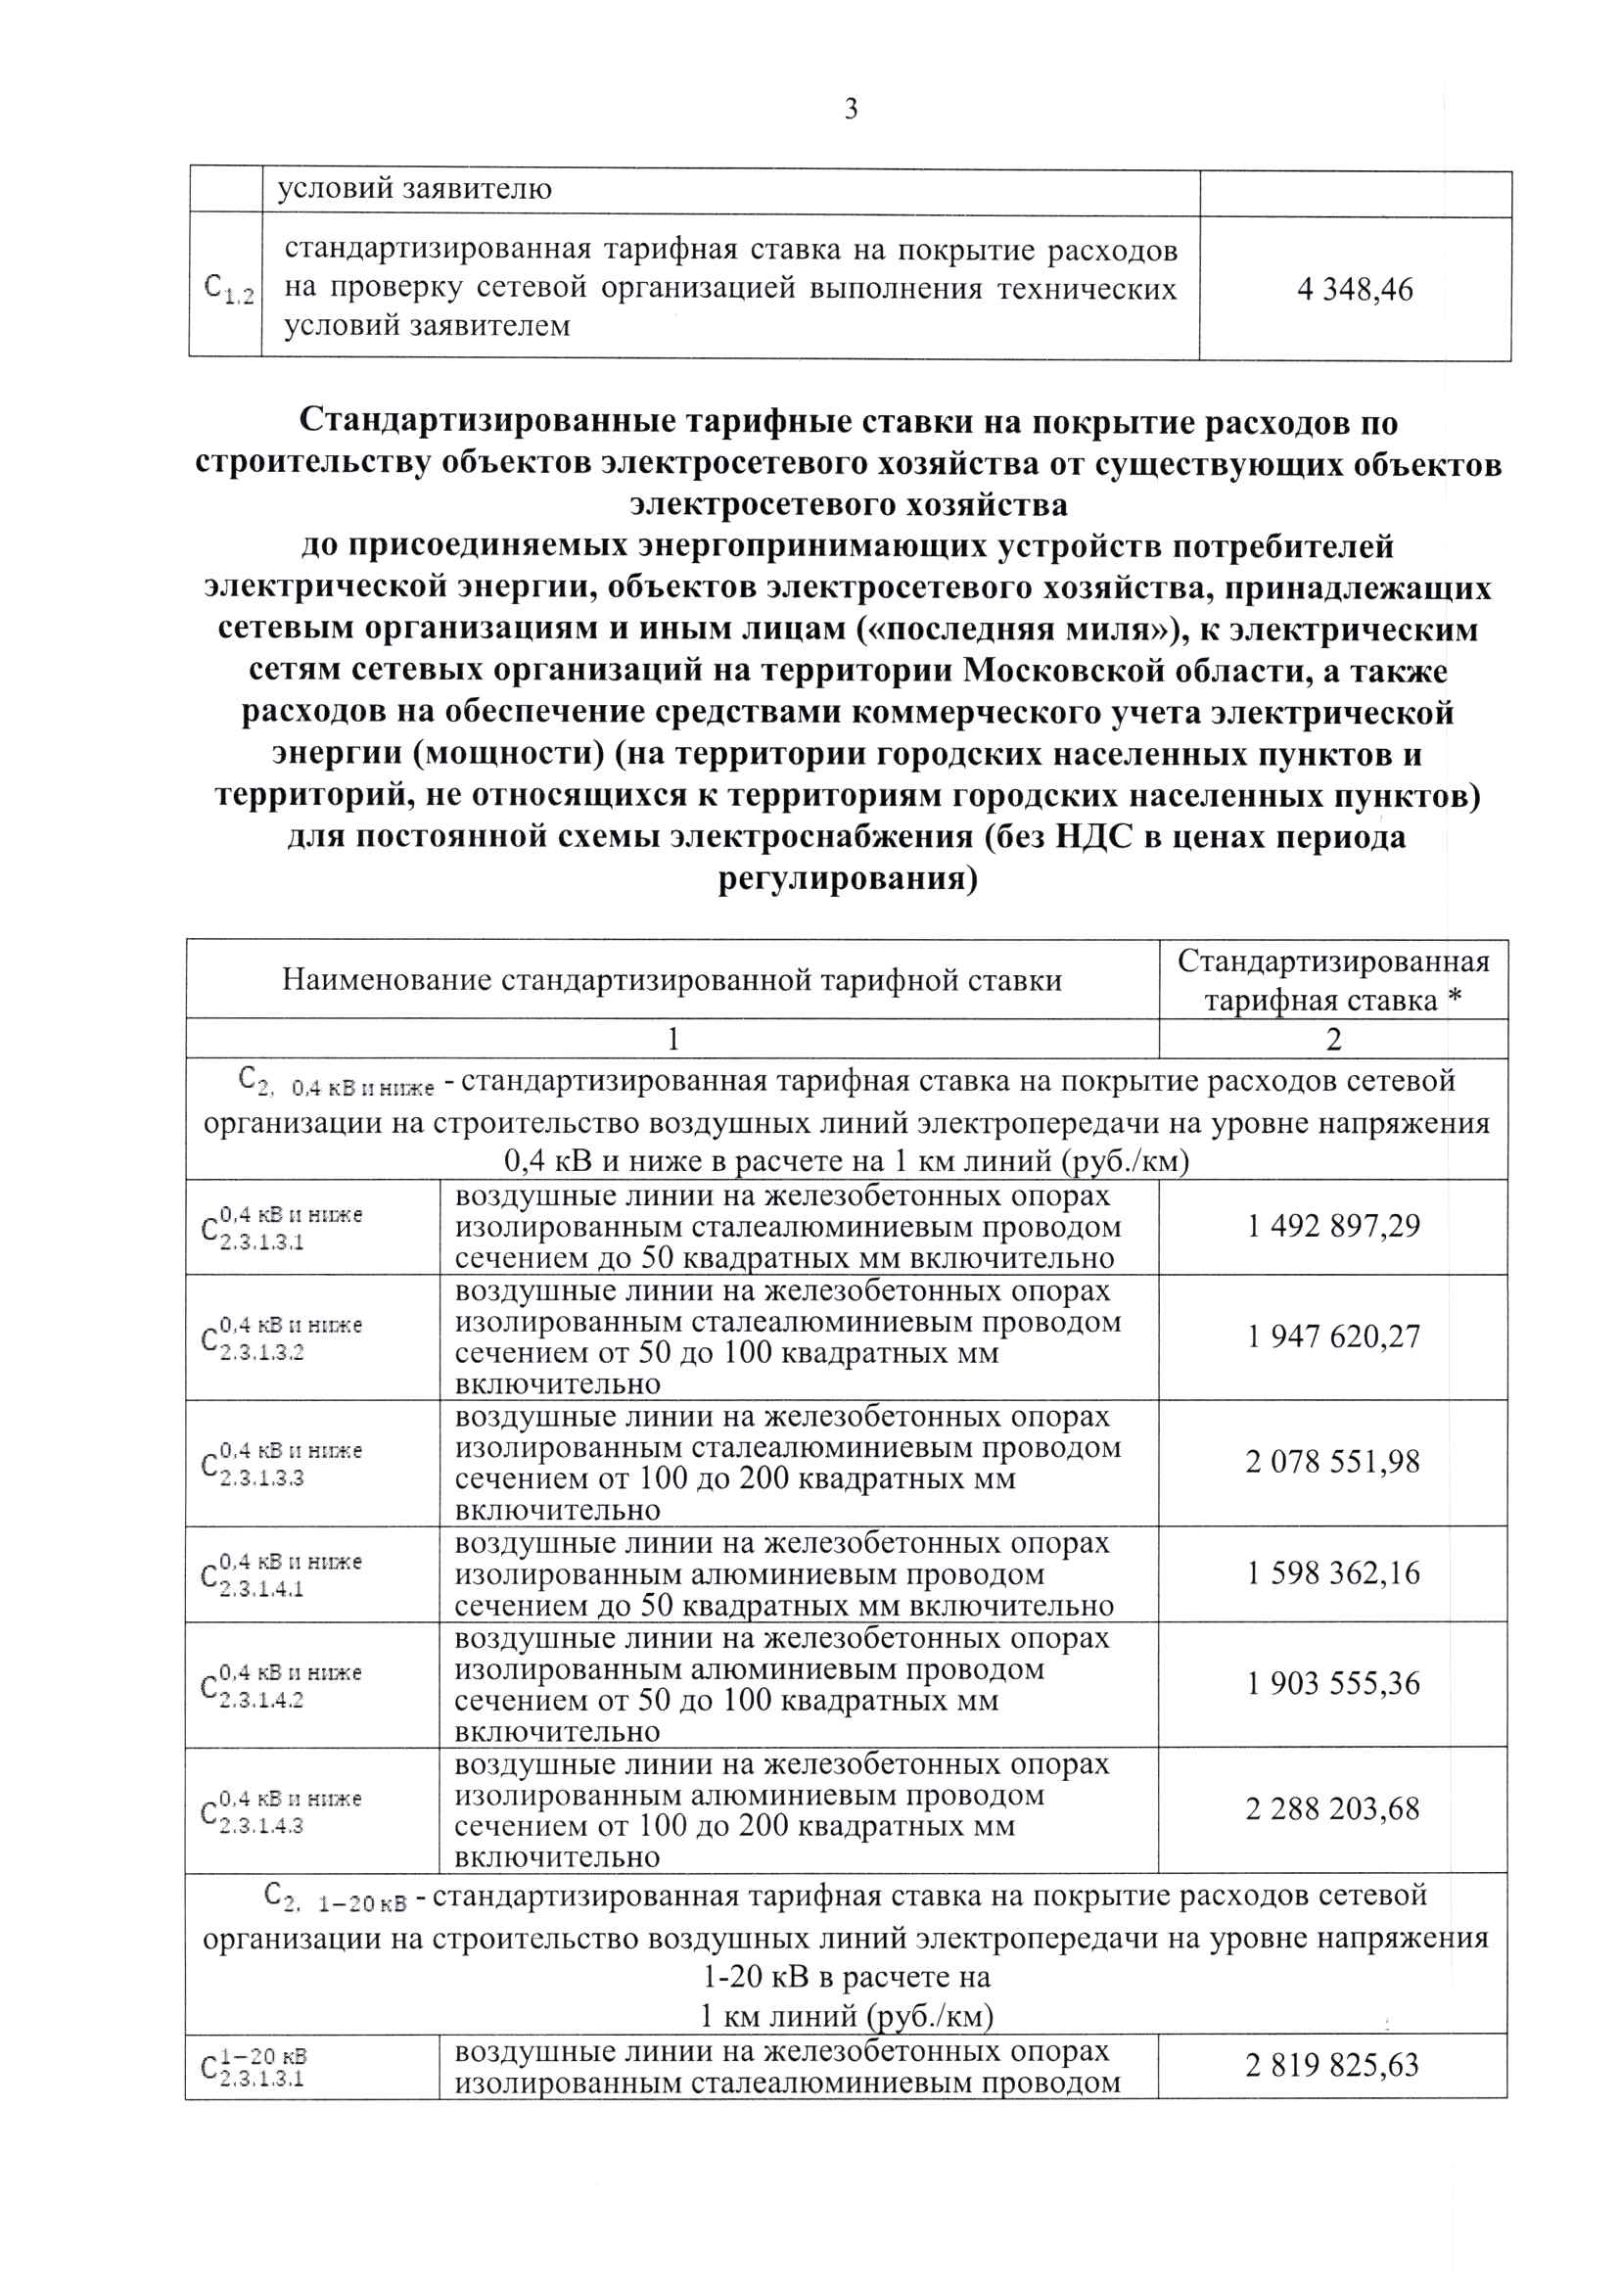 3
условий заявителю
C1.2
стандартизированная тарифная ставка на покрытие расходов
на проверку сетевой организацией выполнения технических
условий заявителем
4 348,46
Стандартизированные тарифные ставки на покрытие расходов по
строительству объектов электросетевого хозяйства от существующих объектов
электросетевого хозяйства
до присоединяемых энергопринимающих устройств потребителей
электрической энергии, объектов электросетевого хозяйства, принадлежащих
сетевым организациям и иным лицам («последняя миля»), к электрическим
сетям сетевых организаций на территории Московской области, а также
расходов на обеспечение средствами коммерческого учета электрической
энергии (мощности) (на территории городских населенных пунктов и
территорий, не относящихся к территориям городских населенных пунктов)
для постоянной схемы электроснабжения (без НДС в ценах периода
регулирования)
Наименование стандартизированной тарифной ставки
Стандартизированная
тарифная ставка *
1
2
C2, 0,4 кВ и ниже - стандартизированная тарифная ставка на покрытие расходов сетевой
организации на строительство воздушных линий электропередачи на уровне напряжения
0,4 кВ и ниже в расчете на 1 км линий (руб./км)
C 0,4 кВ и ниже 2.3.1.3.1
воздушные линии на железобетонных опорах
изолированным сталеалюминиевым проводом
сечением до 50 квадратных мм включительно
1 492 897,29
C 0,4 кВ и ниже 2.3.1.3.2
воздушные линии на железобетонных опорах
изолированным сталеалюминиевым проводом
сечением от 50 до 100 квадратных мм
включительно
1 947 620,27
C 0,4 кВ и ниже 2.3.1.3.3
воздушные линии на железобетонных опорах
изолированным сталеалюминиевым проводом
сечением от 100 до 200 квадратных мм
включительно
2 078 551,98
C 0,4 кВ и ниже 2.3.1.4.1
воздушные линии на железобетонных опорах
изолированным алюминиевым проводом
сечением до 50 квадратных мм включительно
1 598 362,16
C 0,4 кВ и ниже 2.3.1.4.2
воздушные линии на железобетонных опорах
изолированным алюминиевым проводом
сечением от 50 до 100 квадратных мм
включительно
1 903 555,36
C 0,4 кВ и ниже 2.3.1.4.3
воздушные линии на железобетонных опорах
изолированным алюминиевым проводом
сечением от 100 до 200 квадратных мм
включительно
2 288 203,68
C2, 1–20 кВ - стандартизированная тарифная ставка на покрытие расходов сетевой
организации на строительство воздушных линий электропередачи на уровне напряжения
1-20 кВ в расчете на
1 км линий (руб./км)
C 1–20 кВ 2.3.1.3.1
воздушные линии на железобетонных опорах
изолированным сталеалюминиевым проводом
2 819 825,63